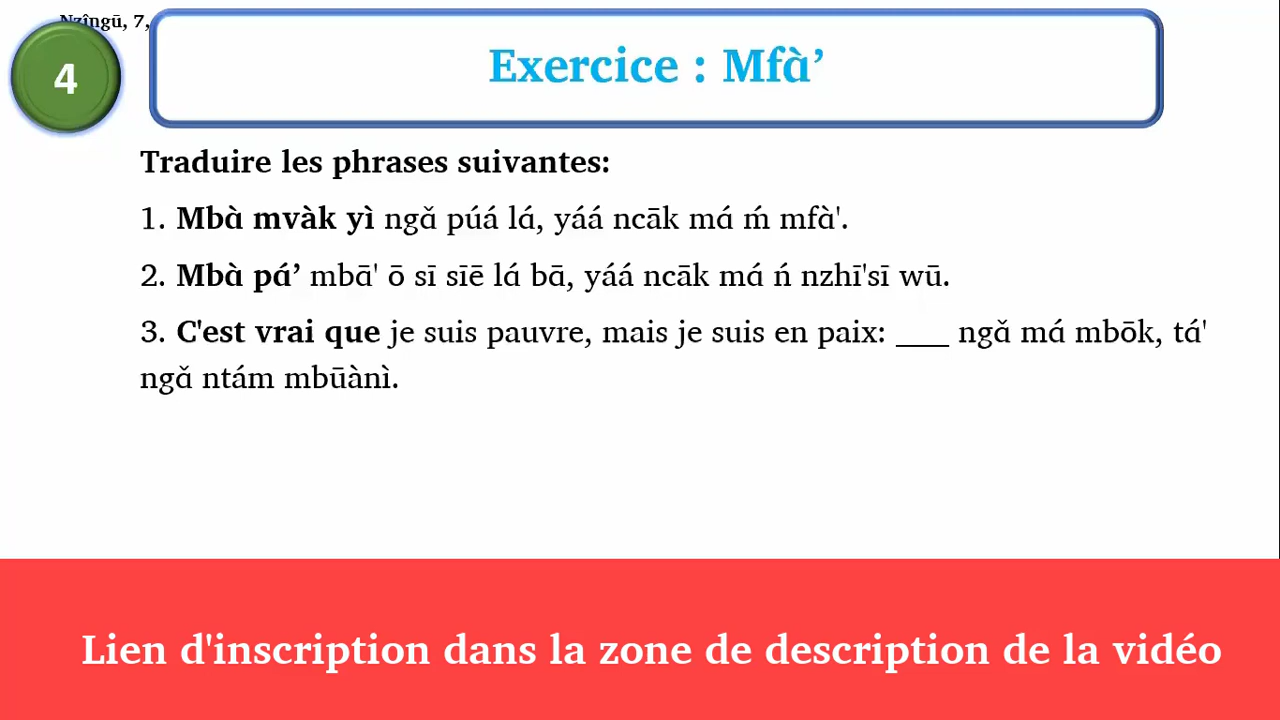 Nzîngū, 7,
4
Exercice : Mfà’
Traduire les phrases suivantes:
1. Mbà mvàk yì ngǎ púá lá, yáá ncāk má ḿ mfà'.
2. Mbà pá’ mbā' ō sī sīē lá bā, yáá ncāk má ń nzhī'sī wū.
3. C'est vrai que je suis pauvre, mais je suis en paix: ___ ngǎ má mbōk, tá'
ngǎ ntám mbūànì.
Lien d'inscription dans la zone de description de la vidéo